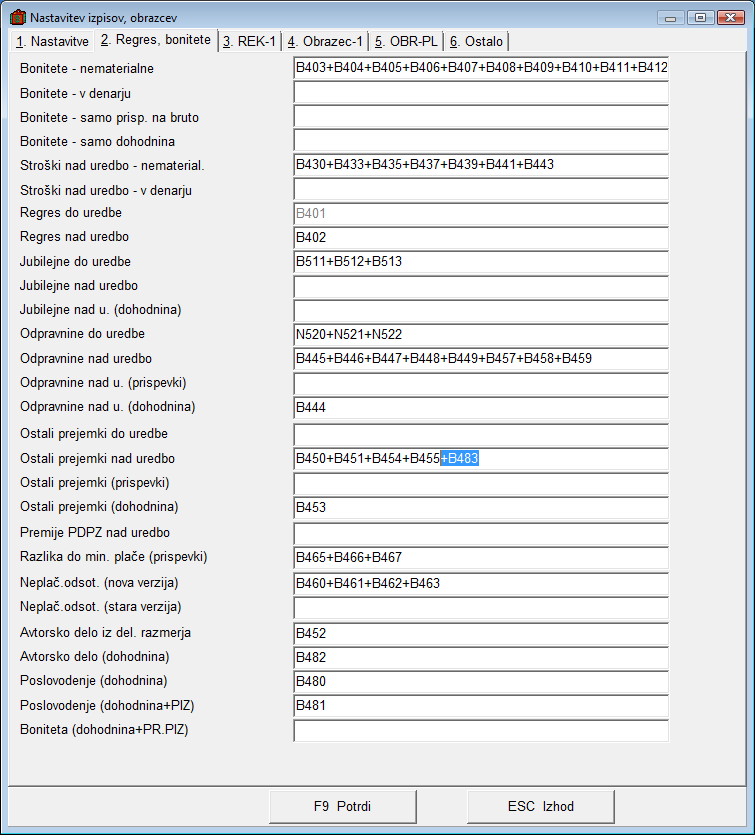 Nastavitev izpisov, obrazcev
1. Nastavitve 2. Regres, bonitete 3. REK-1 4. Obrazec-1 5. OBR-PL 6. Ostalo
Bonitete - nematerialne B403+B404+B405+B406+B407+B408+B409+B410+B411+B412
Bonitete - v denarju
Bonitete - samo prisp. na bruto
Bonitete - samo dohodnina
Stroški nad uredbo - nematerial. B430+B433+B435+B437+B439+B441+B443
Stroški nad uredbo - v denarju
Regres do uredbe B401
Regres nad uredbo B402
Jubilejne do uredbe B511+B512+B513
Jubilejne nad uredbo
Jubilejne nad u. (dohodnina)
Odpravnine do uredbe N520+N521+N522
Odpravnine nad uredbo B445+B446+B447+B448+B449+B457+B458+B459
Odpravnine nad u. (prispevki)
Odpravnine nad u. (dohodnina) B444
Ostali prejemki do uredbe
Ostali prejemki nad uredbo B450+B451+B454+B455+B483
Ostali prejemki (prispevki)
Ostali prejemki (dohodnina) B453
Premije PDPZ nad uredbo
Razlika do min. plače (prispevki) B465+B466+B467
Neplač.odsot. (nova verzija) B460+B461+B462+B463
Neplač.odsot. (stara verzija)
Avtorsko delo iz del. razmerja B452
Avtorsko delo (dohodnina) B482
Poslovodenje (dohodnina) B480
Poslovodenje (dohodnina+PIZ) B481
Boniteta (dohodnina+PR.PIZ)
F9 Potrdi ESC Izhod